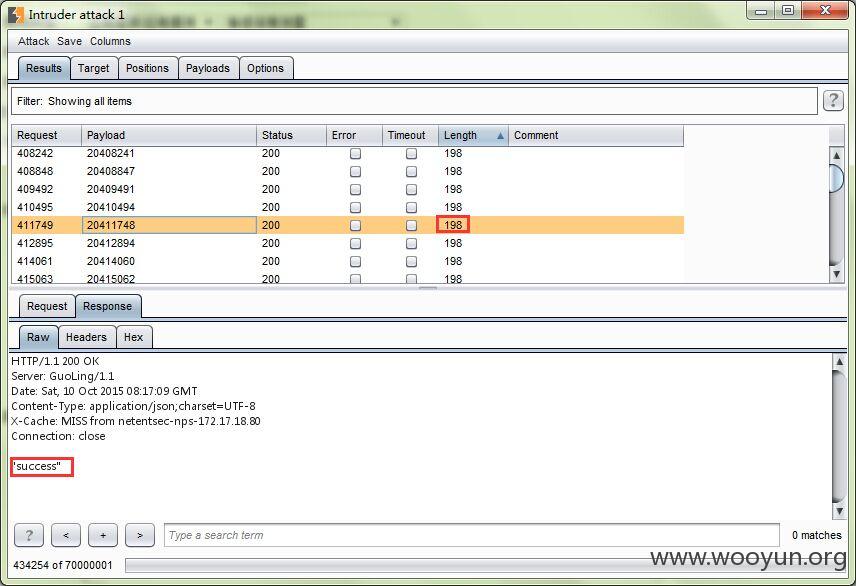 Intruder attack 1
Attack Save Columns
Results Target Positions Payloads Options
Filter: Showing all items
?
Request Payload Status Error Timeout Length Comment
408242 20408241 200 198
408848 20408847 200 198
409492 20409491 200 198
410495 20410494 200 198
411749 20411748 200 198
412895 20412894 200 198
414061 20414060 200 198
415063 20415062 200 198
Request Response
Raw Headers Hex
HTTP/1.1 200 OK
Server: GuoLing/1.1
Date: Sat, 10 Oct 2015 08:17:09 GMT
Content-Type: application/json;charset=UTF-8
X-Cache: MISS from netentsec-nps-172.17.18.80
Connection: close
"success"
? < + > Type a search term 0 matches
www.wooyun.org
434254 of 70000001